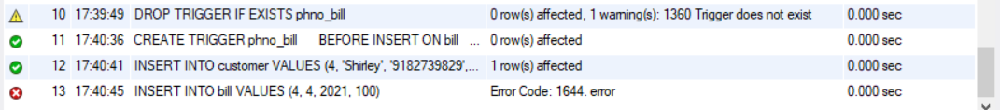 10 17:39:49 DROP TRIGGER IF EXISTS phno_bill 0 row(s) affected, 1 warning(s): 1360 Trigger does not exist 0.000 sec
11 17:40:36 CREATE TRIGGER phno_bill BEFORE INSERT ON bill ... 0 row(s) affected 0.000 sec
12 17:40:41 INSERT INTO customer VALUES (4, 'Shirley', '9182739829',... 1 row(s) affected 0.000 sec
13 17:40:45 INSERT INTO bill VALUES (4, 4, 2021, 100) Error Code: 1644. error 0.000 sec